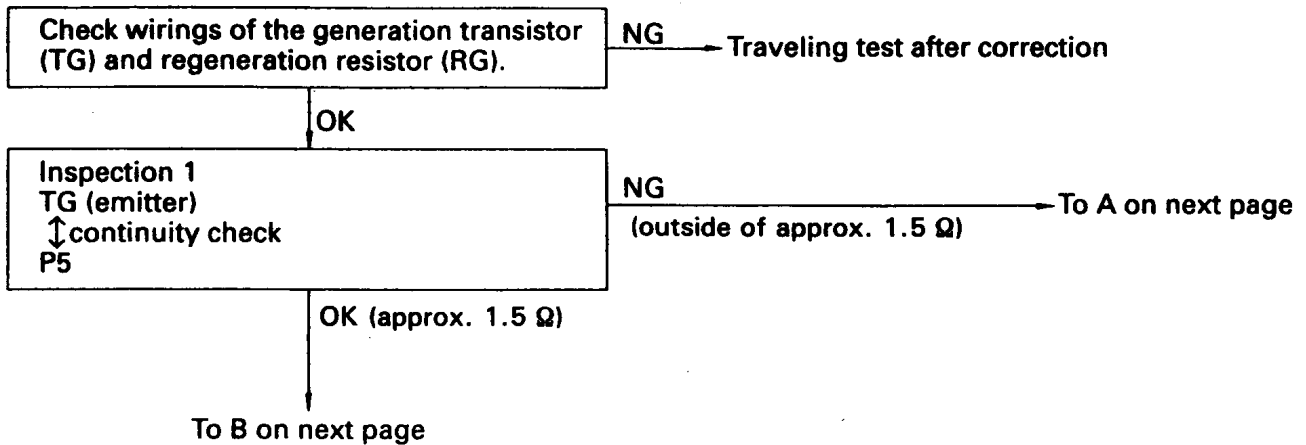 Check wirings of the generation transistor
(TG) and regeneration resistor (RG).
NG
Traveling test after correction
OK
Inspection 1
TG (emitter)
↕continuity check
P5
NG
(outside of approx. 1.5 Ω)
To A on next page
OK (approx. 1.5 Ω)
To B on next page